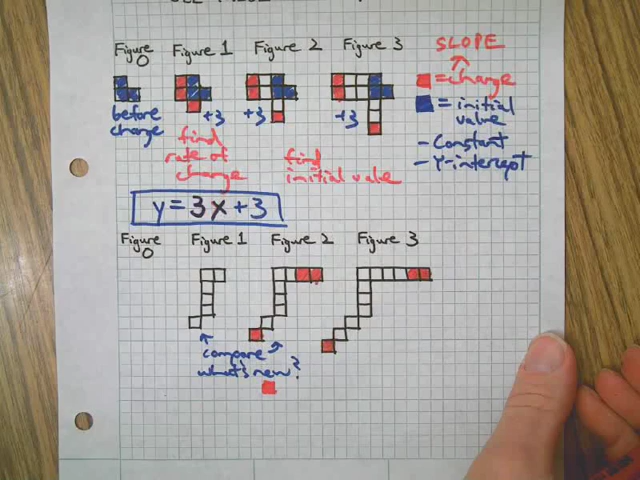 Figure 0
Figure 1
Figure 2
Figure 3
SLOPE
= change
= initial value
- Constant
- Y-intercept
before change
+3
+3
+3
find rate of change
find initial value
y = 3x + 3
Figure 0
Figure 1
Figure 2
Figure 3
compare
what's new?